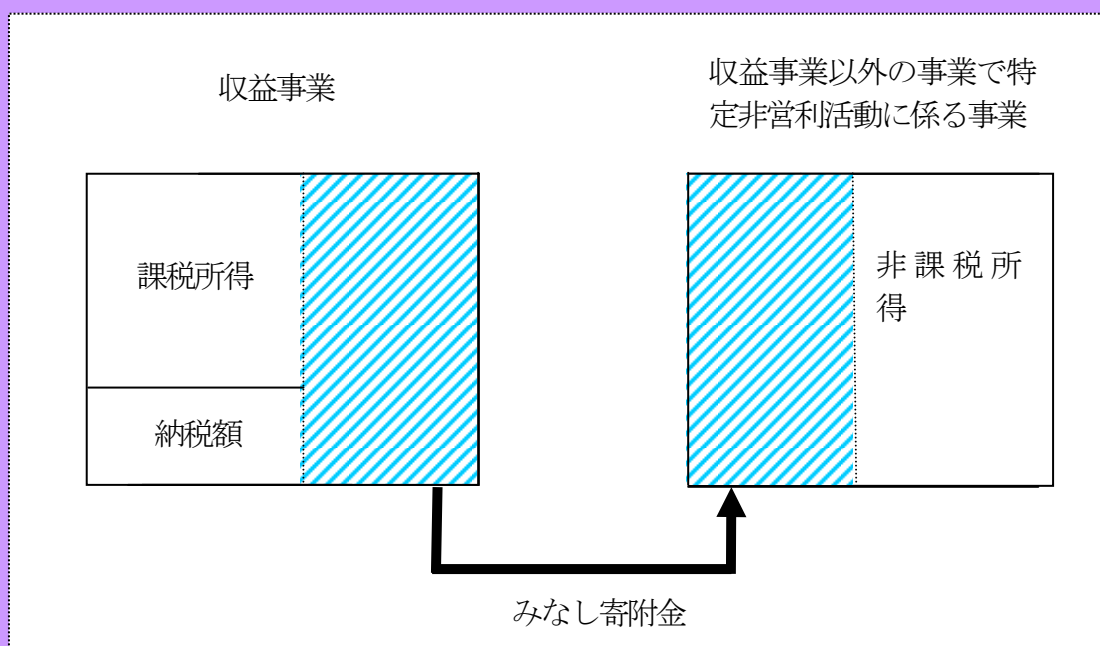 収益事業
収益事業以外の事業で特
定非営利活動に係る事業
課税所得
非課税所
得
納税額
みなし寄附金